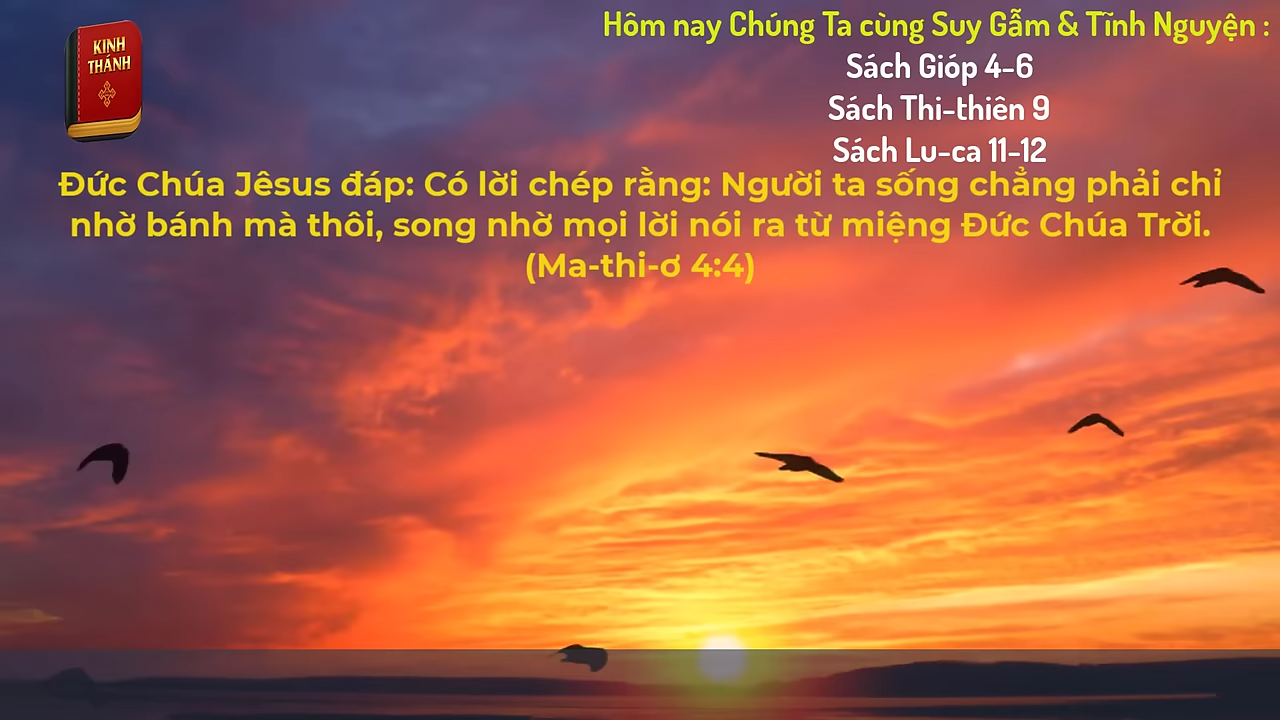 KINH
THÁNH
Hôm nay Chúng Ta cùng Suy Gẫm & Tĩnh Nguyện :
Sách Gióp 4-6
Sách Thi-thiên 9
Sách Lu-ca 11-12
Đức Chúa Jêsus đáp: Có lời chép rằng: Người ta sống chẳng phải chỉ
nhờ bánh mà thôi, song nhờ mọi lời nói ra từ miệng Đức Chúa Trời.
(Ma-thi-ơ 4:4)